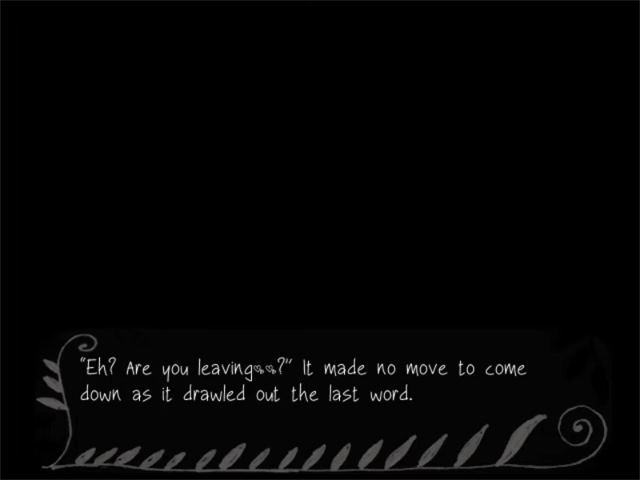 "Eh? Are you leaving~~?" It made no move to come
down as it drawled out the last word.